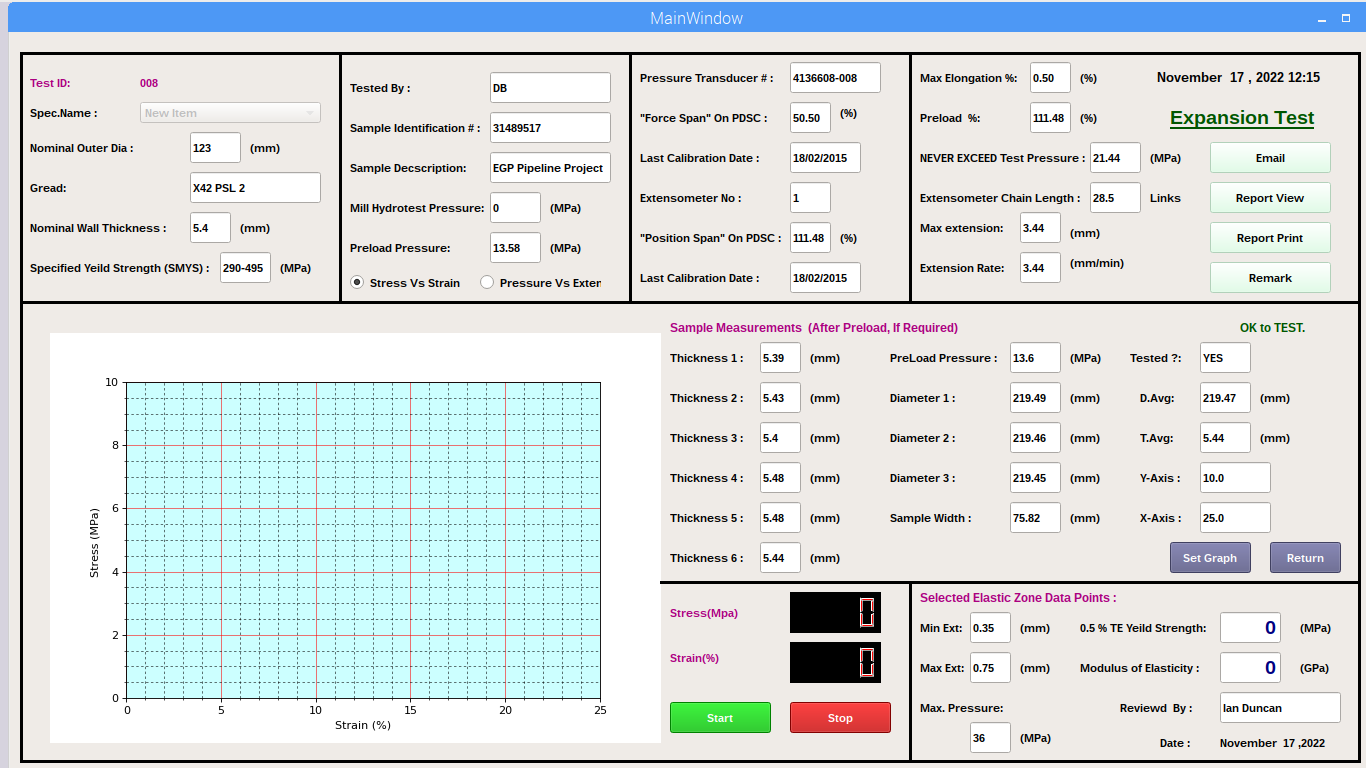 MainWindow
Test ID: 008
Spec.Name : New Item
Nominal Outer Dia : 123 (mm)
Gread: X42 PSL 2
Nominal Wall Thickness : 5.4 (mm)
Specified Yeild Strength (SMYS) : 290-495 (MPa)
Tested By : DB
Sample Identification # : 31489517
Sample Decscription: EGP Pipeline Project
Mill Hydrotest Pressure: 0 (MPa)
Preload Pressure: 13.58 (MPa)
Stress Vs Strain Pressure Vs Exten
Pressure Transducer # : 4136608-008
"Force Span" On PDSC : 50.50 (%)
Last Calibration Date : 18/02/2015
Extensometer No : 1
"Position Span" On PDSC : 111.48 (%)
Last Calibration Date : 18/02/2015
Max Elongation %: 0.50 (%)
Preload %: 111.48 (%)
NEVER EXCEED Test Pressure : 21.44 (MPa)
Extensometer Chain Length : 28.5 Links
Max extension: 3.44 (mm)
Extension Rate: 3.44 (mm/min)
November 17 , 2022 12:15
Expansion Test
Email
Report View
Report Print
Remark
10
8
6
4
2
0
Stress (MPa)
0 5 10 15 20 25
Strain (%)
Sample Measurements (After Preload, If Required) OK to TEST.
Thickness 1 : 5.39 (mm) PreLoad Pressure : 13.6 (MPa) Tested ?: YES
Thickness 2 : 5.43 (mm) Diameter 1 : 219.49 (mm) D.Avg: 219.47 (mm)
Thickness 3 : 5.4 (mm) Diameter 2 : 219.46 (mm) T.Avg: 5.44 (mm)
Thickness 4 : 5.48 (mm) Diameter 3 : 219.45 (mm) Y-Axis : 10.0
Thickness 5 : 5.48 (mm) Sample Width : 75.82 (mm) X-Axis : 25.0
Thickness 6 : 5.44 (mm) Set Graph Return
Stress(Mpa) 0
Strain(%) 0
Start Stop
Selected Elastic Zone Data Points :
Min Ext: 0.35 (mm) 0.5 % TE Yeild Strength: 0 (MPa)
Max Ext: 0.75 (mm) Modulus of Elasticity : 0 (GPa)
Max. Pressure: Reviewd By : Ian Duncan
36 (MPa) Date : November 17 ,2022